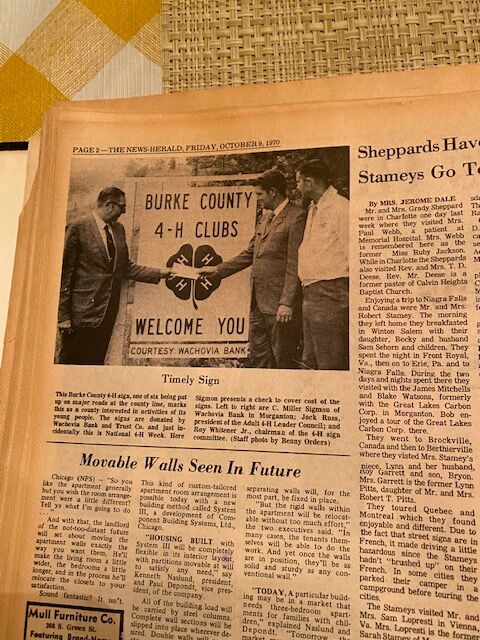 PAGE 2 — THE NEWS-HERALD, FRIDAY, OCTOBER 9, 1970
BURKE COUNTY
4-H CLUBS
H H
H H
WELCOME YOU
COURTESY WACHOVIA BANK
Timely Sign
This Burke County 4-H sign, one of six being put
up on major roads at the county line, marks
this as a county interested in activities of its
young people. The signs are donated by
Wachovia Bank and Trust Co. and just in-
cidentally this is National 4-H Week. Here
Sigmon presents a check to cover cost of the
signs. Left to right are C. Miller Sigmon of
Wachovia Bank in Morganton; Jack Ross,
president of the Adult 4-H Leader Council; and
Roy Whitener Jr., chairman of the 4-H sign
committee. (Staff photo by Benny Orders)
Movable Walls Seen In Future
Chicago (NFS) — "So you
like the apartment generally
but you wish the room arrange-
ment were a little different?
Tell ya what I'm going to do
. . ."
And with that, the landlord
of the not-too-distant future
will set about moving the
apartment walls exactly the
way you want them. He'll
make the living room a little
wider, the bedrooms a little
longer, and in the process he'll
relocate the closets to your
satisfaction.
Sound fantastic? It isn't.
This kind of custom-tailored
apartment room arrangement is
possible today with a new
building method called System
III, a development of Com-
ponent Building Systems, Ltd.,
Chicago.
"HOUSING BUILT with
System III will be completely
flexible in its interior layout,
with partitions movable at will
to satisfy any need," say
Kenneth Naslund, president,
and Paul Depondt, vice presi-
dent, of the company.
All of the building load will
be carried by steel columns.
Complete wall sections will be
slipped into place wherever de-
sired. Double walls
separating walls, will, for the
most part, be fixed in place.
"But the rigid walls within
the apartment will be relocat-
able without too much effort,"
the two executives said. "In
many cases, the tenants them-
selves will be able to do the
work. And yet once the walls
are in position, they'll be as
solid and sturdy as any con-
ventional wall."
"TODAY, A particular build-
ing may be in a market that
needs three-bedroom apart-
ments for families with chil-
dren," explained Naslund and
Depondt. "Tomorrow the
Mull Furniture Co.
308 S. Green St.
Sheppards Hav
Stameys Go T
By MRS. JEROME DALE
Mr. and Mrs. Grady Sheppard
were in Charlotte one day last
week where they visited Mrs.
Paul Webb, a patient at
Memorial Hospital. Mrs. Webb
is remembered here as the
former Miss Ruby Jackson.
While in Charlotte the Sheppards
also visited Rev. and Mrs. T. D.
Deese. Rev. Mr. Deese is a
former pastor of Calvin Heights
Baptist Church.
Enjoying a trip to Niagra Falls
and Canada were Mr. and Mrs.
Robert Stamey. The morning
they left home they breakfasted
in Winton Salem with their
daughter, Becky and husband
Sam Sehorn and children. They
spent the night in Front Royal,
Va., then on to Erie, Pa. and to
Niagra Falls. During the two
days and nights spent there they
visited with the James Mitchells
and Blake Watsons, formerly
with the Great Lakes Carbon
Corp. in Morganton. Bob en-
joyed a tour of the Great Lakes
Carbon Corp. there.
They went to Brockville,
Canada and then to Berthierville
where they visited Mrs. Stamey's
niece, Lynn and her husband,
Roy Garrett and son, Bryon.
Mrs. Garrett is the former Lynn
Pitts, daughter of Mr. and Mrs.
Robert T. Pitts.
They toured Quebec and
Montreal which they found
enjoyable and different. Due to
the fact that street signs are in
French, it made driving a little
hazardous since the Stameys
hadn't "brushed up" on their
French. In some cities they
parked their camper in a
campground before touring the
cities.
The Stameys visited Mr. and
Mrs. Sam Lopresti in Vienna,
Va. Mrs. Lopresti is the former